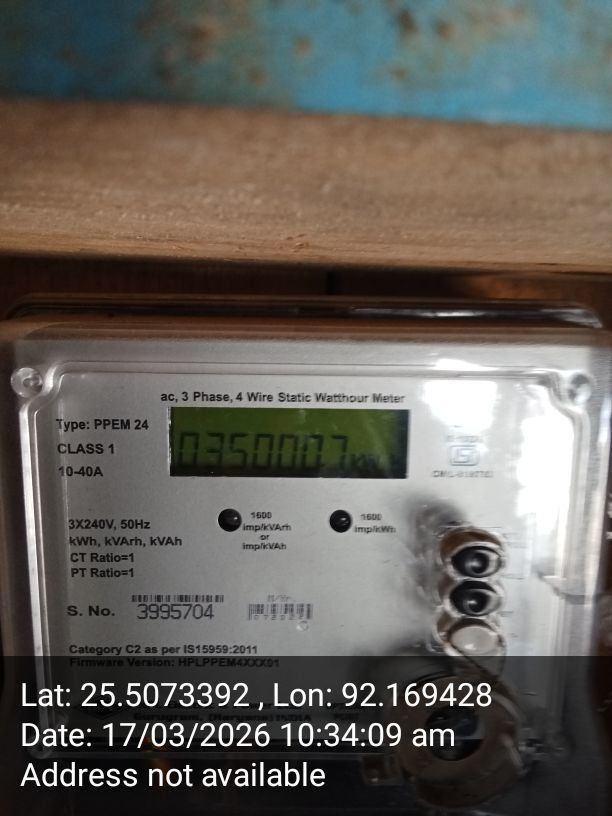 ac, 3 Phase, 4 Wire Static Watthour Meter
Type: PPEM 24
CLASS 1
10-40A
1600
imp/kVArh
or
imp/kVAh
1600
imp/kWh
3X240V, 50Hz
kWh, kVArh, kVAh
CT Ratio=1
PT Ratio=1
S. No. 3995704
Category C2 as per IS15959:2011
Firmware Version: HPLPPEM4XXX01
Gurugram, (Haryana) INDIA
Lat: 25.5073392 , Lon: 92.169428
Date: 17/03/2026 10:34:09 am
Address not available